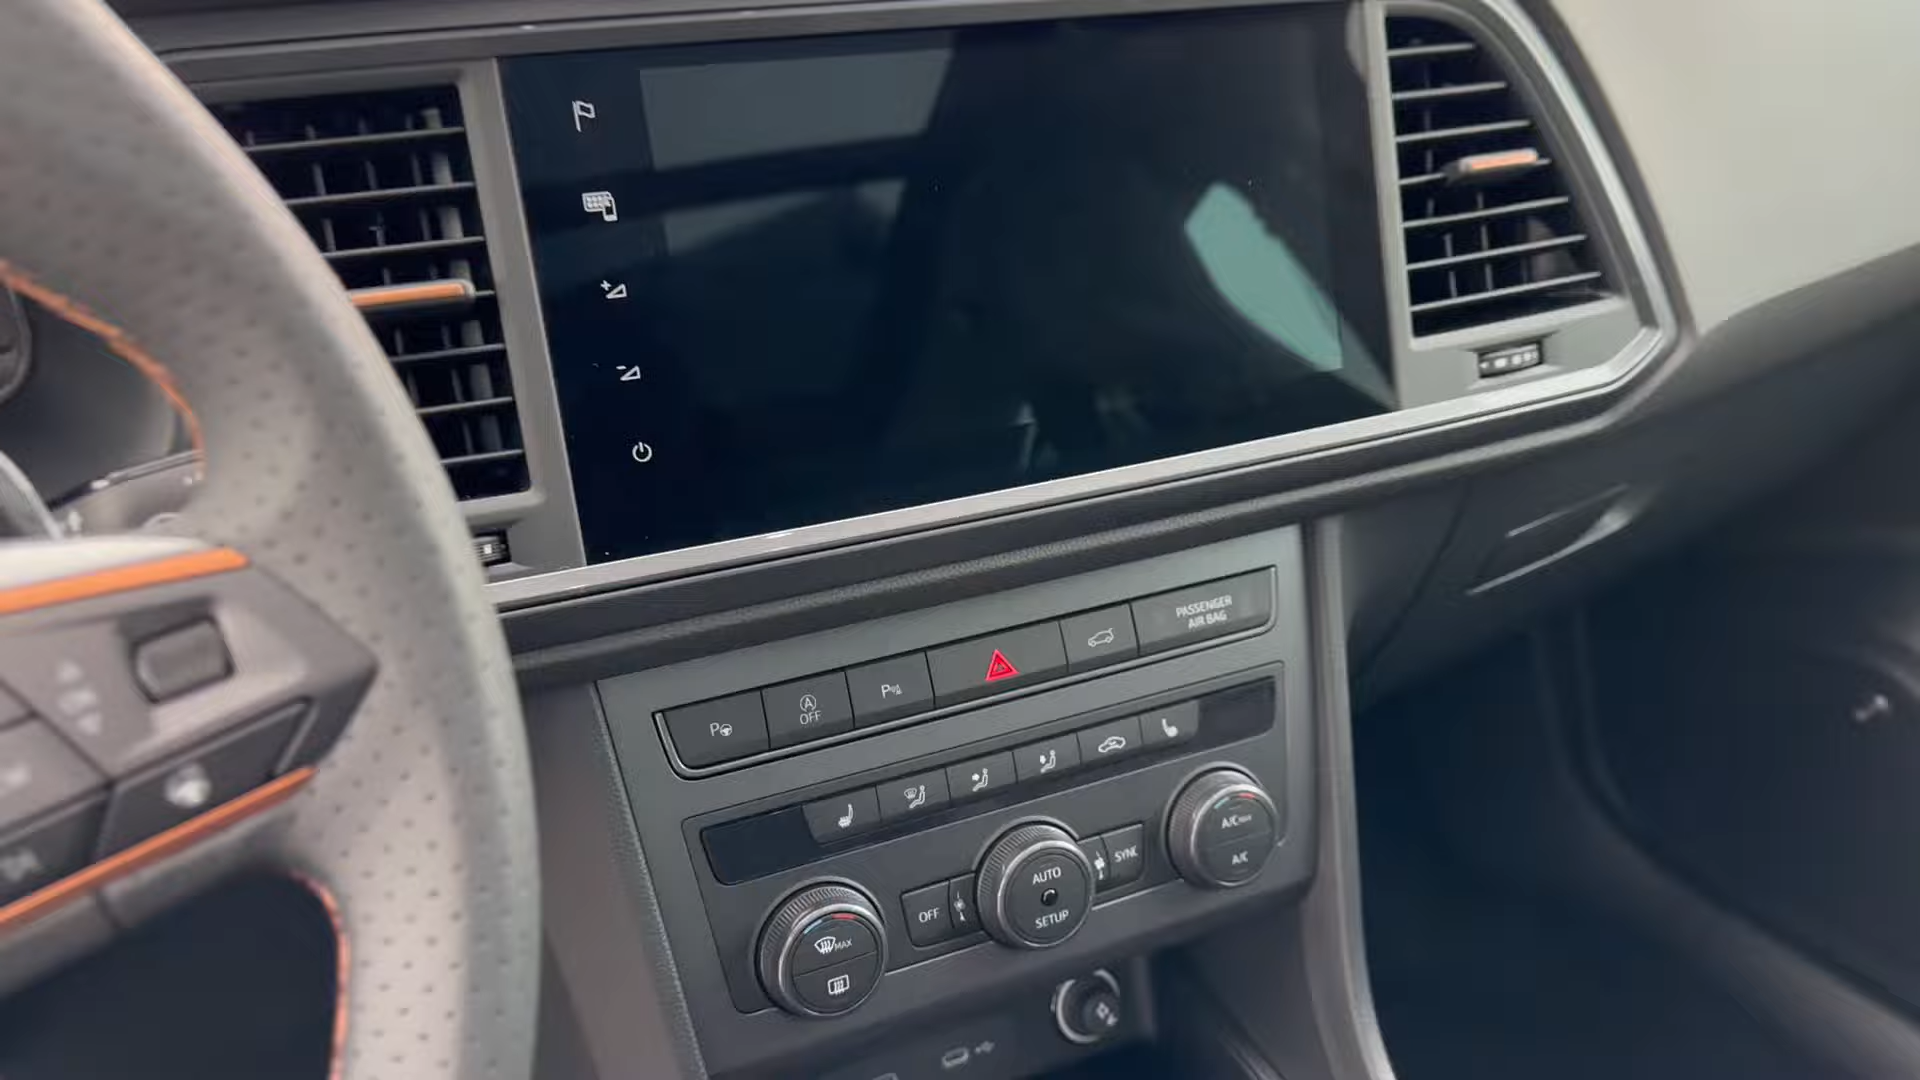 PASSENGER
AIR BAG
P
A
OFF
P
A/C MAX
A/C
SYNC
AUTO
OFF
SETUP
MAX